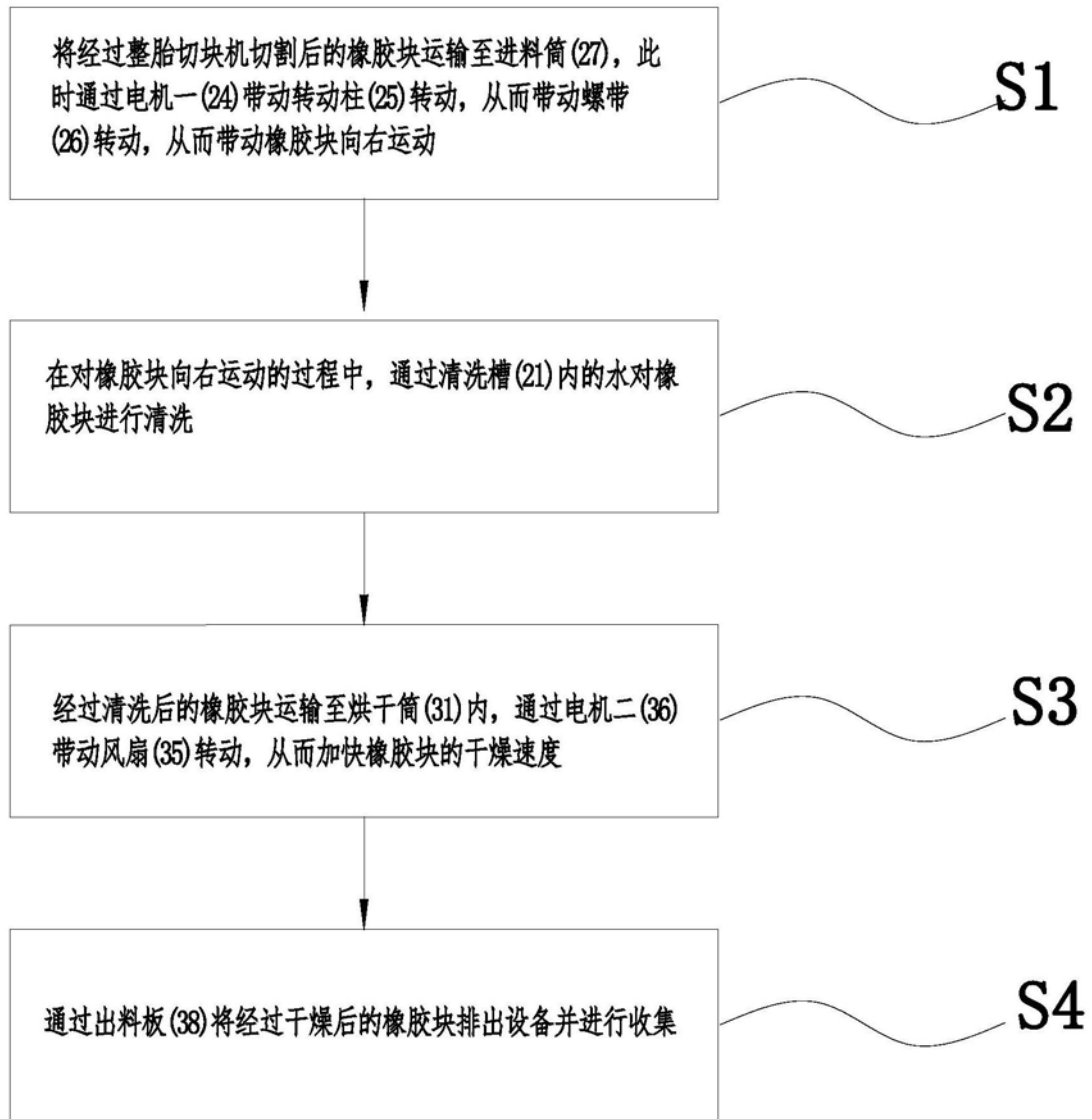 将经过整胎切块机切割后的橡胶块运输至进料筒(27)，此
时通过电机一(24)带动转动柱(25)转动，从而带动螺带
(26)转动，从而带动橡胶块向右运动
S1
在对橡胶块向右运动的过程中，通过清洗槽(21)内的水对橡
胶块进行清洗
S2
经过清洗后的橡胶块运输至烘干筒(31)内，通过电机二(36)
带动风扇(35)转动，从而加快橡胶块的干燥速度
S3
通过出料板(38)将经过干燥后的橡胶块排出设备并进行收集
S4